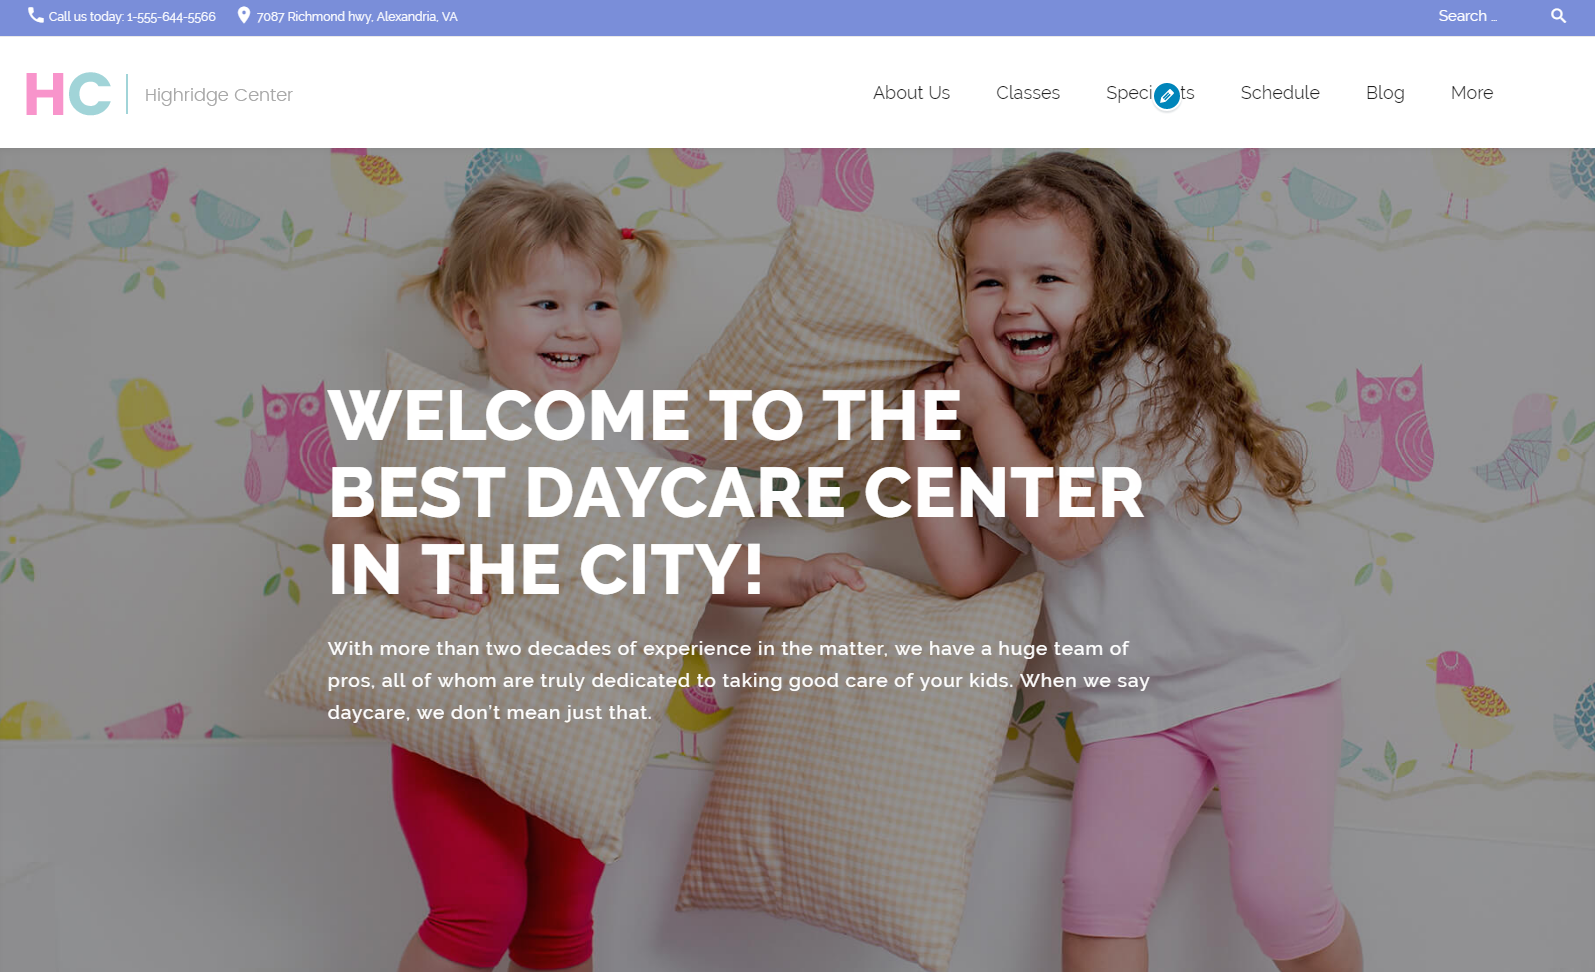 Call us today: 1-555-644-5566 7087 Richmond hwy, Alexandria, VA Search ...
HC Highridge Center About Us Classes Schedule Blog More
WELCOME TO THE
BEST DAYCARE CENTER
IN THE CITY!
With more than two decades of experience in the matter, we have a huge team of
pros, all of whom are truly dedicated to taking good care of your kids. When we say
daycare, we don't mean just that.